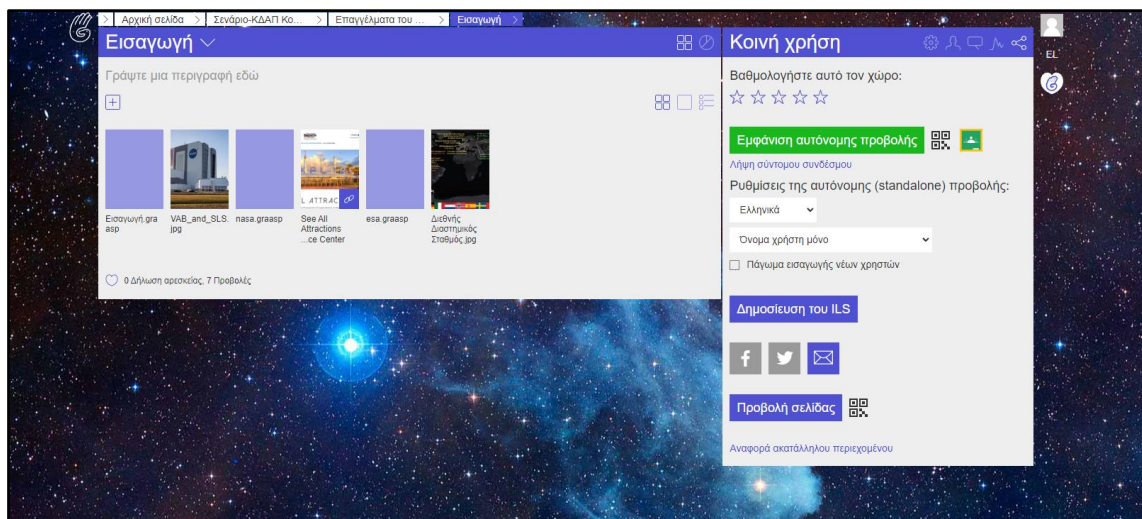 Αρχική σελίδα > Σενάριο-ΚΔΑΠ Κο... > Επαγγέλματα του ... > Εισαγωγή >
Εισαγωγή
Γράψτε μια περιγραφή εδώ
Εισαγωγή.gra
asp
VAB_and_SLS.
jpg
nasa.graasp
L ATTRAC
See All
Attractions
...ce Center
esa.graasp
Διεθνής
Διαστημικός
Σταθμός.jpg
0 Δήλωση αρεσκείας, 7 Προβολές
Κοινή χρήση
Βαθμολογήστε αυτό τον χώρο:
Εμφάνιση αυτόνομης προβολής
Λήψη σύντομου συνδέσμου
Ρυθμίσεις της αυτόνομης (standalone) προβολής:
Ελληνικά
Όνομα χρήστη μόνο
Πάγωμα εισαγωγής νέων χρηστών
Δημοσίευση του ILS
Προβολή σελίδας
Αναφορά ακατάλληλου περιεχομένου
EL